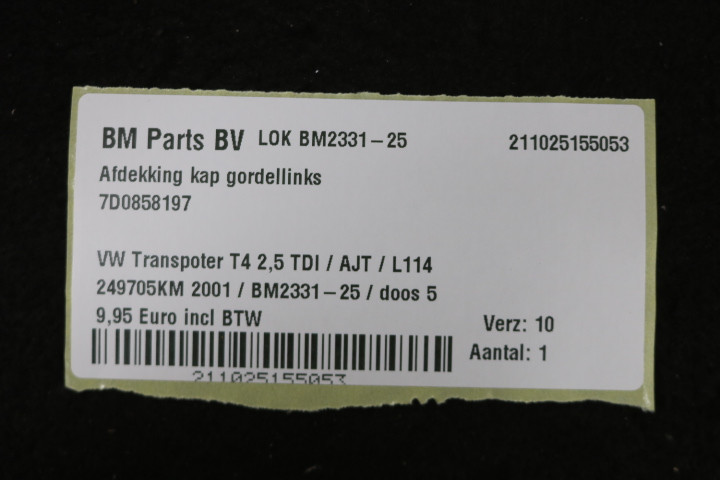 BM Parts BV LOK BM2331-25 211025155053
Afdekking kap gordellinks
7D0858197
VW Transpoter T4 2,5 TDI / AJT / L114
249705KM 2001 / BM2331-25 / doos 5
9,95 Euro incl BTW
Verz: 10
Aantal: 1
211025155053